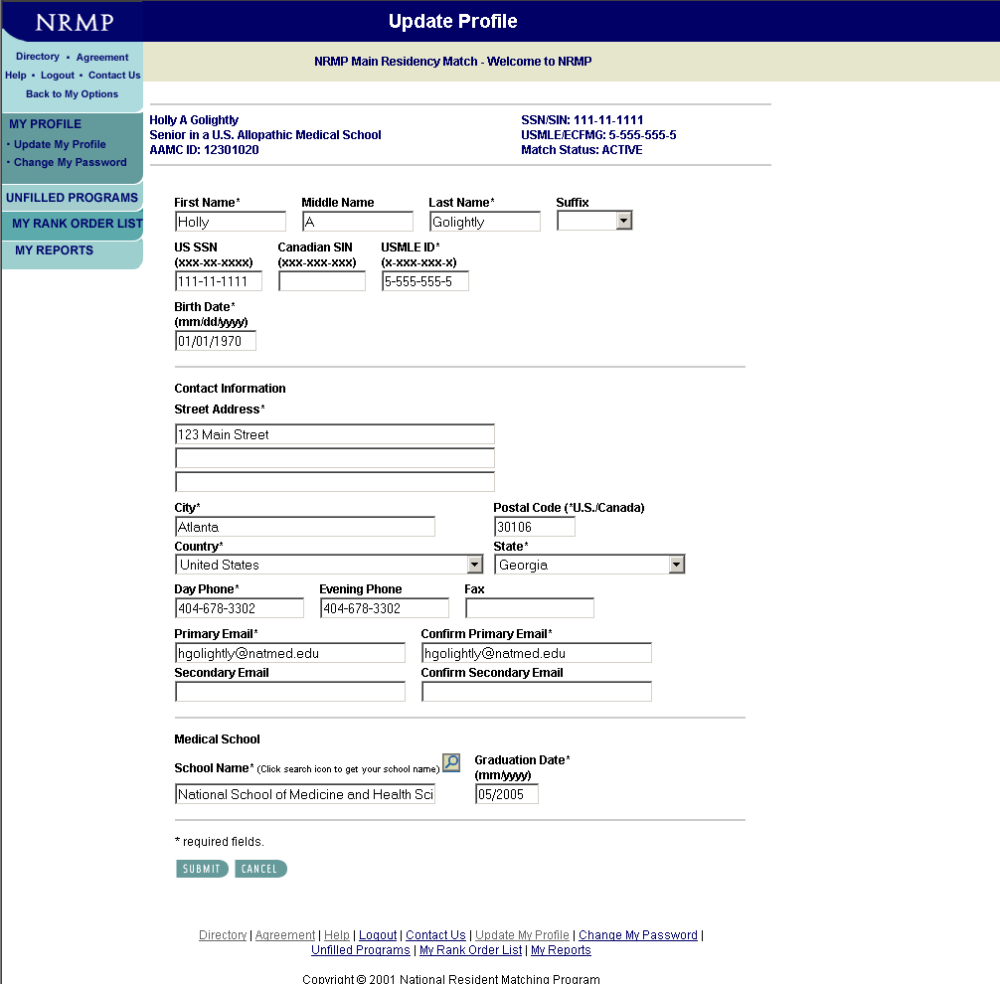 NRMP
Update Profile
Directory • Agreement
Help • Logout • Contact Us
Back to My Options
NRMP Main Residency Match - Welcome to NRMP
MY PROFILE
• Update My Profile
• Change My Password
UNFILLED PROGRAMS
MY RANK ORDER LIST
MY REPORTS
Holly A Golightly SSN/SIN: 111-11-1111
Senior in a U.S. Allopathic Medical School USMLE/ECFMG: 5-555-555-5
AAMC ID: 12301020 Match Status: ACTIVE
First Name* Middle Name Last Name* Suffix
Holly A Golightly
US SSN Canadian SIN USMLE ID*
(xxx-xx-xxxx) (xxx-xxx-xxx) (x-xxx-xxx-x)
111-11-1111 5-555-555-5
Birth Date*
(mm/dd/yyyy)
01/01/1970
Contact Information
Street Address*
123 Main Street
City* Postal Code (*U.S./Canada)
Atlanta 30106
Country* State*
United States Georgia
Day Phone* Evening Phone Fax
404-678-3302 404-678-3302
Primary Email* Confirm Primary Email*
hgolightly@natmed.edu hgolightly@natmed.edu
Secondary Email Confirm Secondary Email
Medical School
School Name* (Click search icon to get your school name) Graduation Date*
(mm/yyyy)
National School of Medicine and Health Sci 05/2005
* required fields.
SUBMIT CANCEL
Directory | Agreement | Help | Logout | Contact Us | Update My Profile | Change My Password |
Unfilled Programs | My Rank Order List | My Reports
Copyright © 2001 National Resident Matching Program